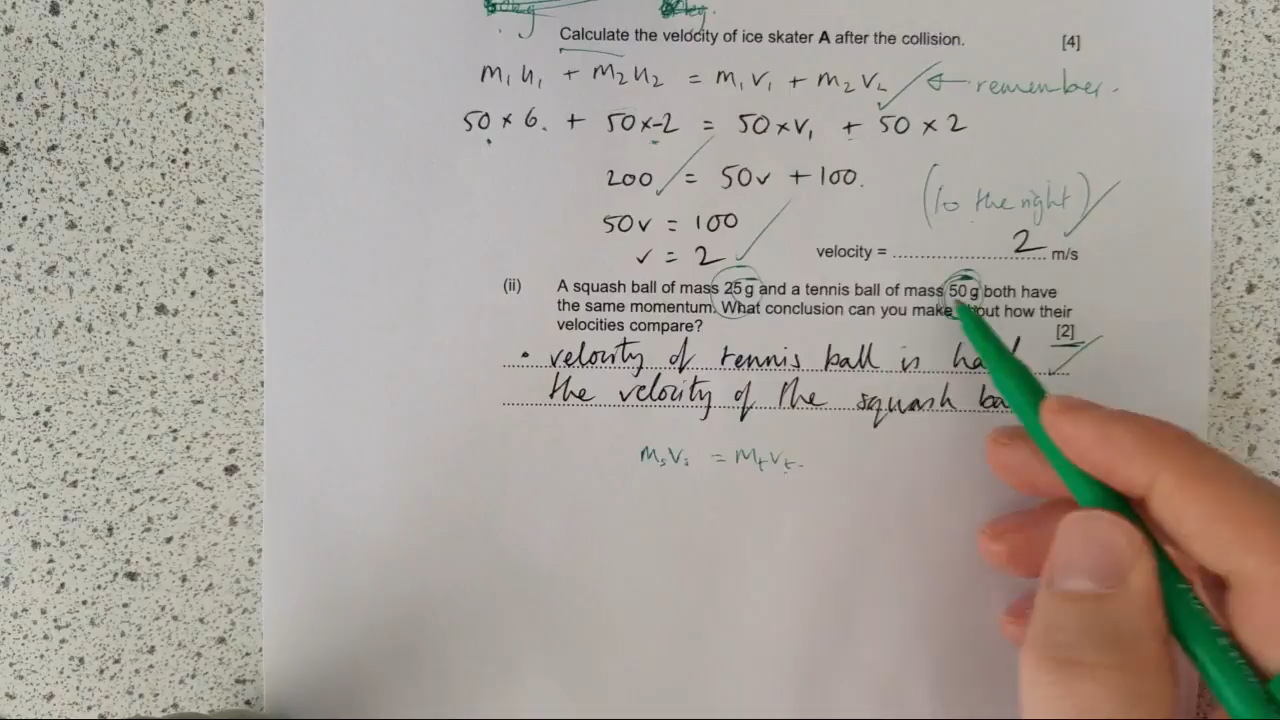 Calculate the velocity of ice skater A after the collision. [4]
m₁u₁ + m₂u₂ = m₁v₁ + m₂v₂ ← remember.
50 × 6 + 50 × -2 = 50 × v₁ + 50 × 2
200 = 50v + 100.
(to the right)
50v = 100
v = 2
velocity = 2 m/s
(ii) A squash ball of mass 25 g and a tennis ball of mass 50 g both have
the same momentum. What conclusion can you make about how their
velocities compare?
[2]
• velocity of tennis ball is
the velocity of the squash
mₛvₛ = mₜvₜ.